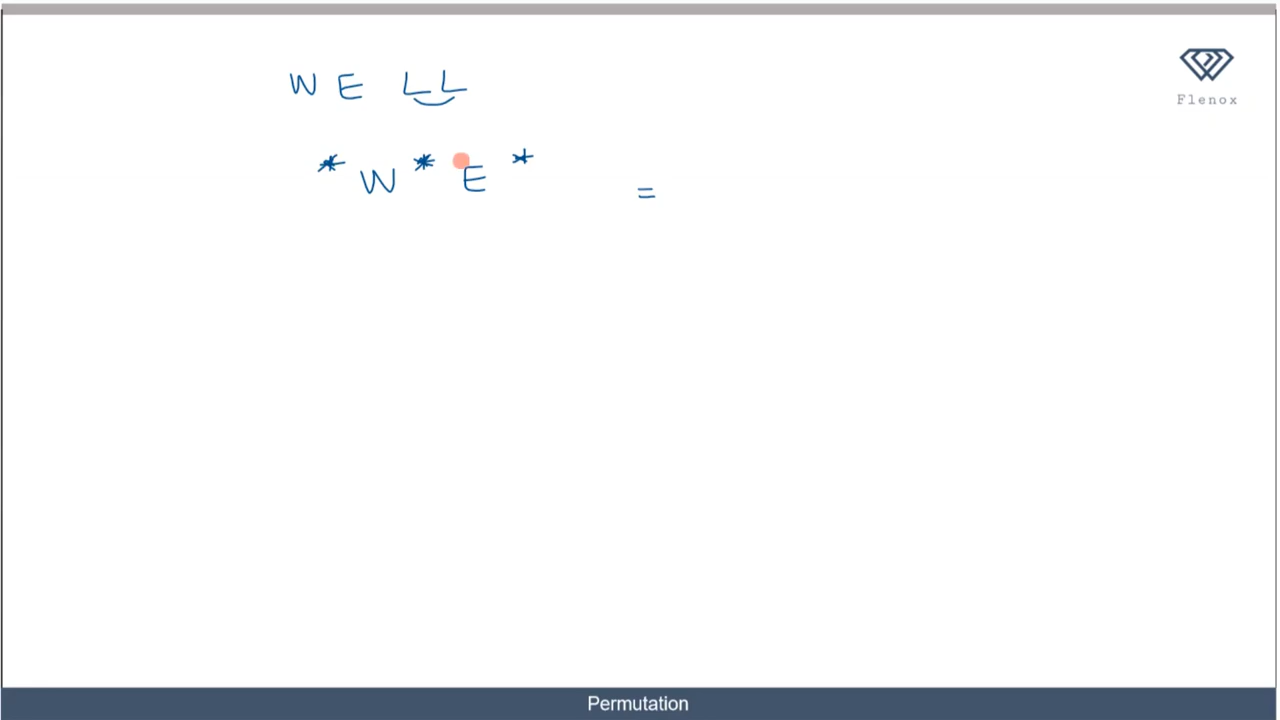 W E L L
* W * E *
=
Flenox
Permutation